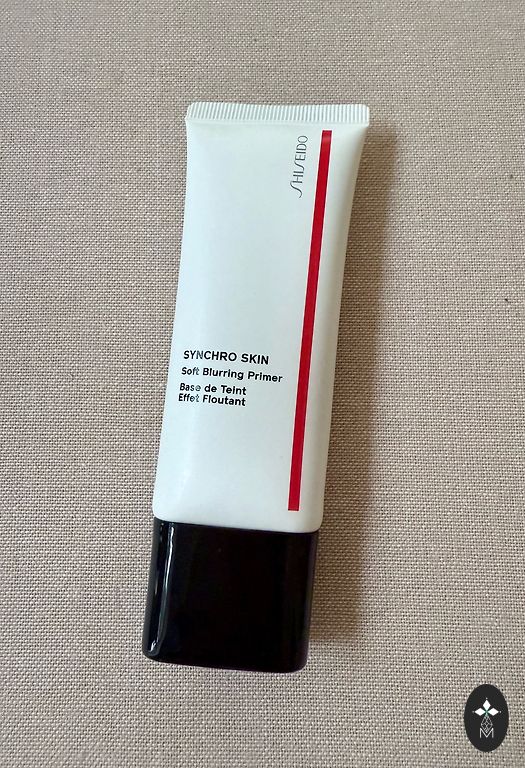 SHISEIDO
SYNCHRO SKIN
Soft Blurring Primer
Base de Teint
Effet Floutant